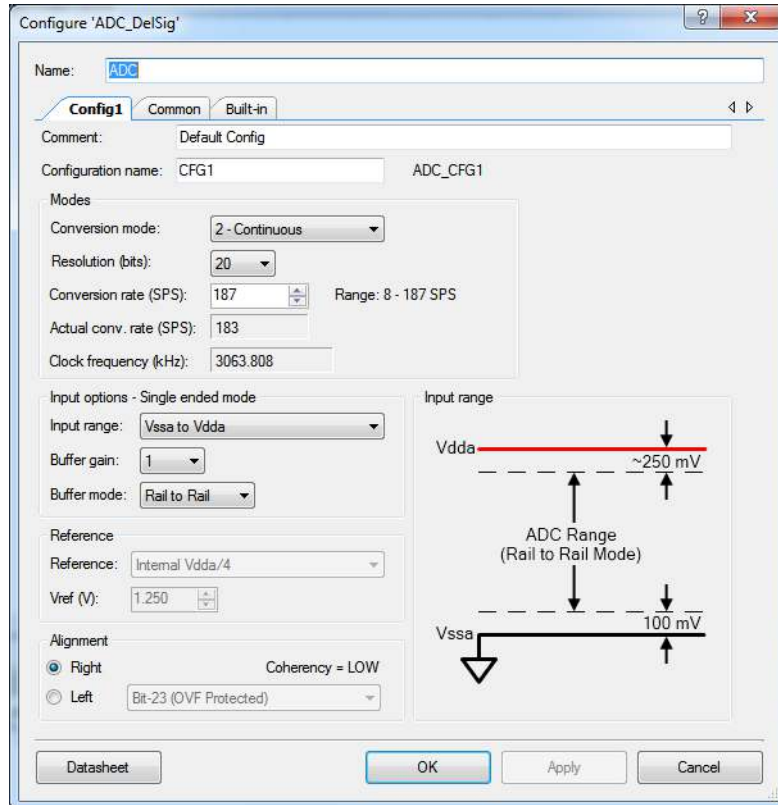 Configure 'ADC_DelSig'
?
X
Name: ADC
Config1 Common Built-in
Comment: Default Config
Configuration name: CFG1 ADC_CFG1
Modes
Conversion mode: 2 - Continuous
Resolution (bits): 20
Conversion rate (SPS): 187 Range: 8 - 187 SPS
Actual conv. rate (SPS): 183
Clock frequency (kHz): 3063.808
Input options - Single ended mode
Input range: Vssa to Vdda
Buffer gain: 1
Buffer mode: Rail to Rail
Reference
Reference: Internal Vdda/4
Vref (V): 1.250
Alignment
Right Coherency = LOW
Left Bit-23 (OVF Protected)
Input range
Vdda
~250 mV
ADC Range
(Rail to Rail Mode)
100 mV
Vssa
Datasheet OK Apply Cancel